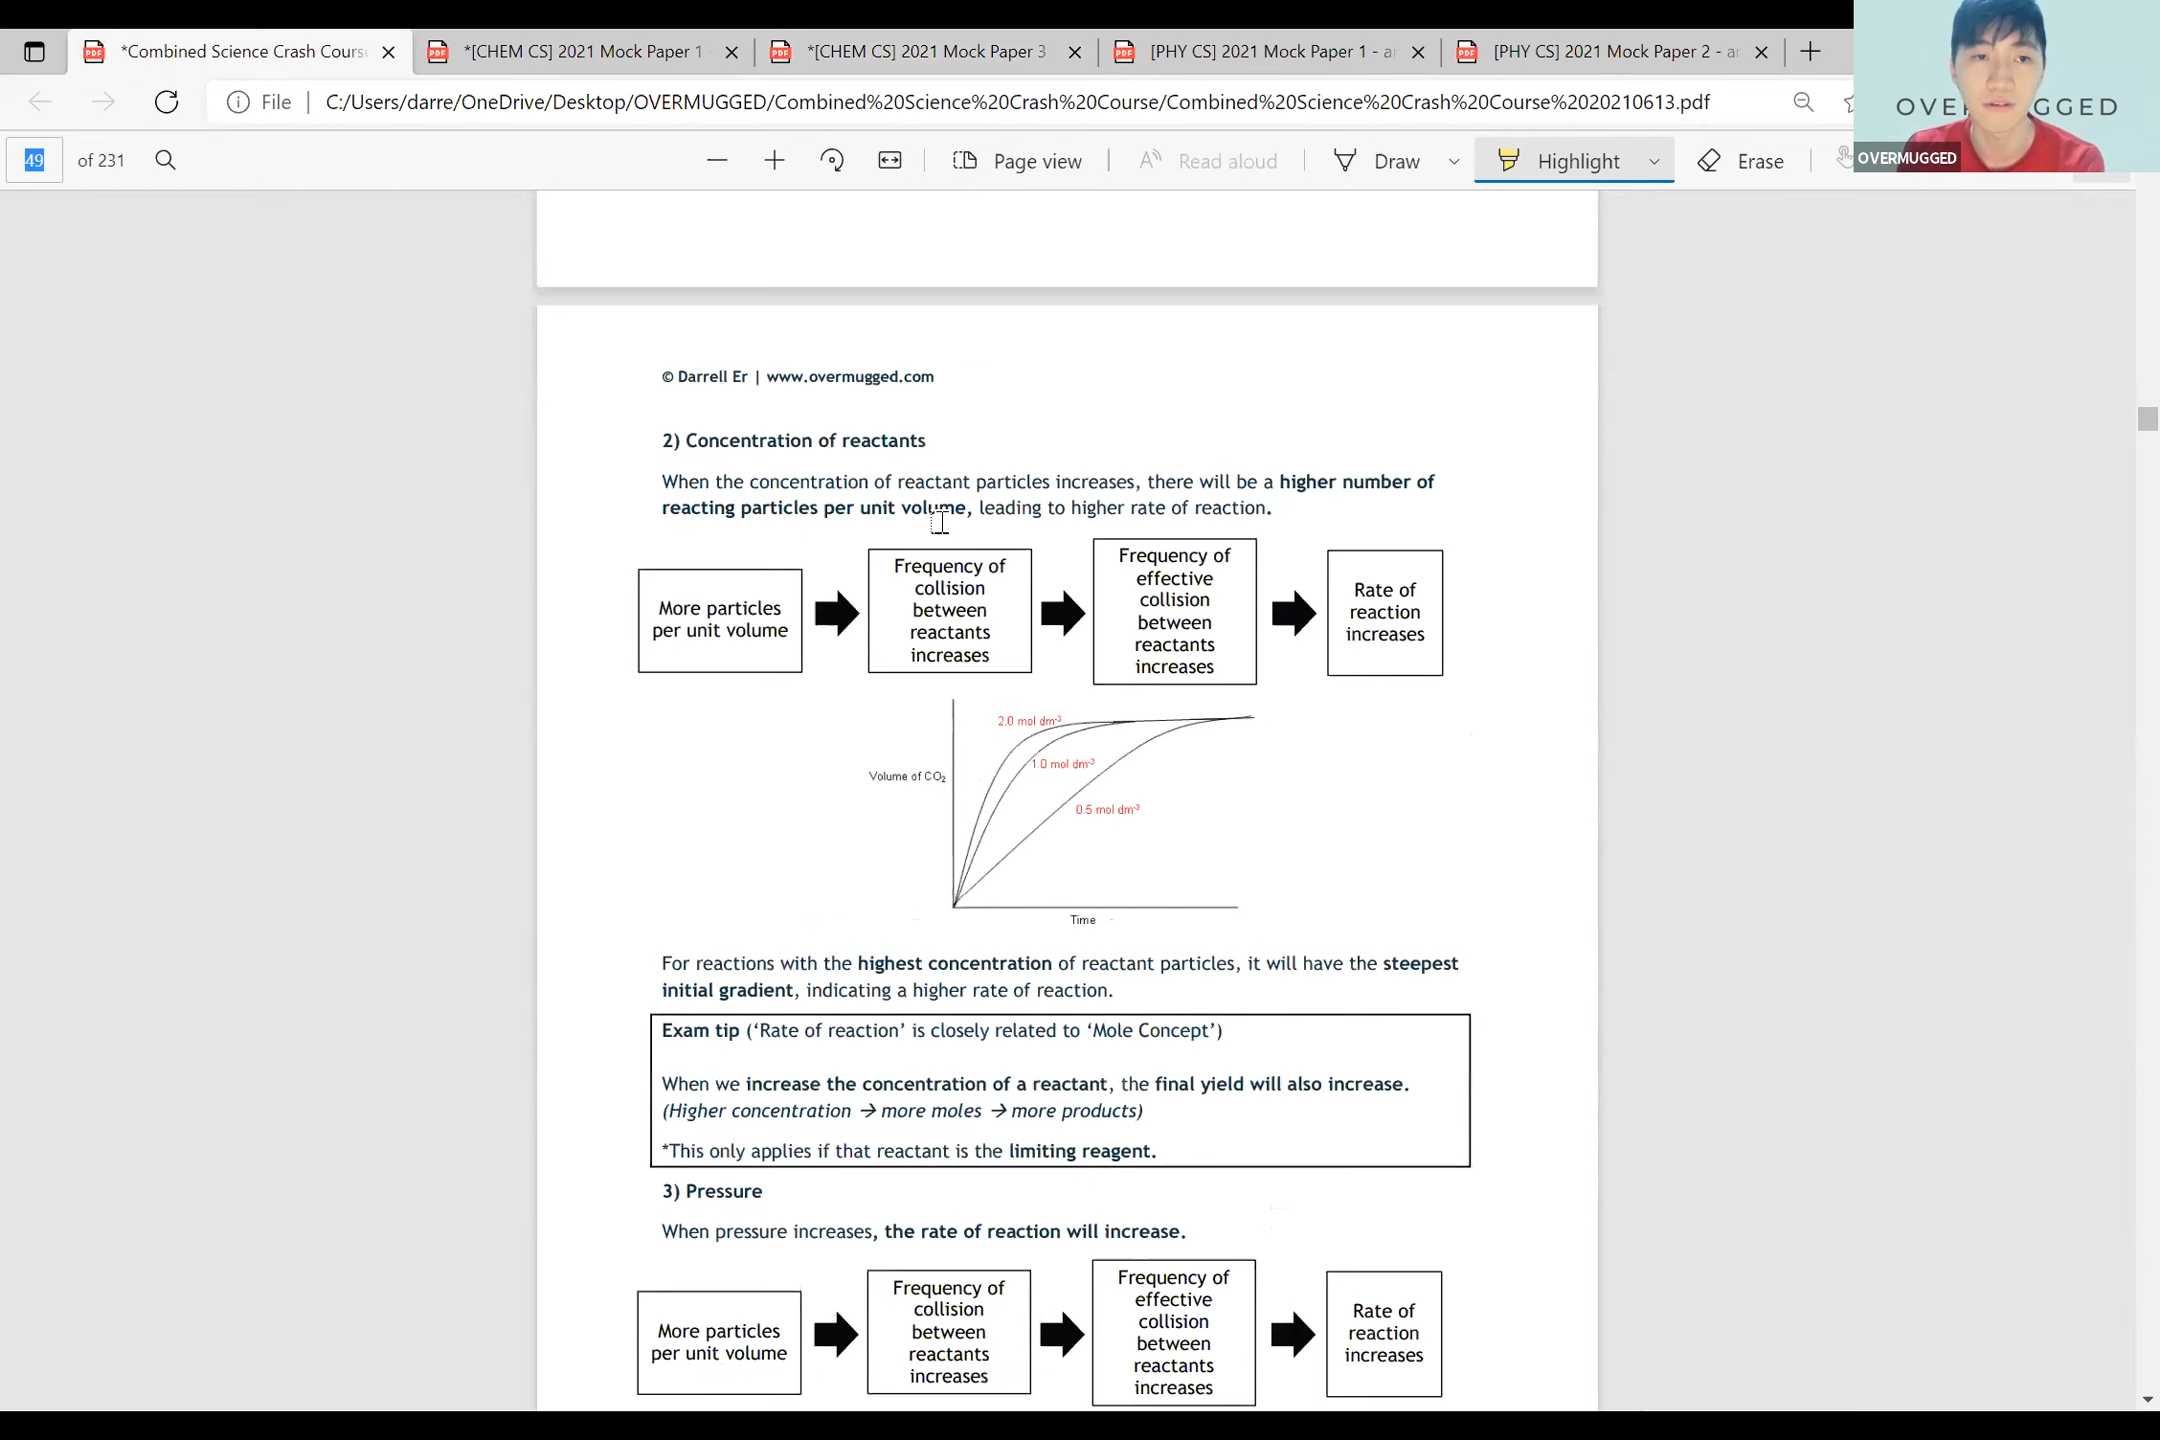 *Combined Science Crash Cours
*[CHEM CS] 2021 Mock Paper 1
*[CHEM CS] 2021 Mock Paper 3
[PHY CS] 2021 Mock Paper 1 - a
[PHY CS] 2021 Mock Paper 2 - a
File
C:/Users/darre/OneDrive/Desktop/OVERMUGGED/Combined%20Science%20Crash%20Course/Combined%20Science%20Crash%20Course%2020210613.pdf
OVER GGED
OVERMUGGED
49 of 231
Page view
Read aloud
Draw
Highlight
Erase
© Darrell Er | www.overmugged.com
2) Concentration of reactants
When the concentration of reactant particles increases, there will be a higher number of
reacting particles per unit volume, leading to higher rate of reaction.
More particles
per unit volume
Frequency of
collision
between
reactants
increases
Frequency of
effective
collision
between
reactants
increases
Rate of
reaction
increases
2.0 mol dm⁻³
1.0 mol dm⁻³
0.5 mol dm⁻³
Volume of CO₂
Time
For reactions with the highest concentration of reactant particles, it will have the steepest
initial gradient, indicating a higher rate of reaction.
Exam tip (‘Rate of reaction’ is closely related to ‘Mole Concept’)
When we increase the concentration of a reactant, the final yield will also increase.
(Higher concentration → more moles → more products)
*This only applies if that reactant is the limiting reagent.
3) Pressure
When pressure increases, the rate of reaction will increase.
More particles
per unit volume
Frequency of
collision
between
reactants
increases
Frequency of
effective
collision
between
reactants
increases
Rate of
reaction
increases